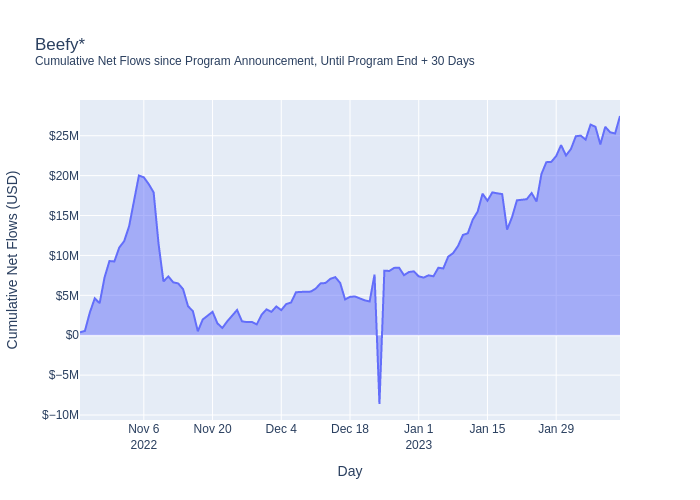 Beefy*
Cumulative Net Flows since Program Announcement, Until Program End + 30 Days
Cumulative Net Flows (USD)
$25M
$20M
$15M
$10M
$5M
$0
$−5M
$−10M
Nov 6
2022
Nov 20
Dec 4
Dec 18
Jan 1
2023
Jan 15
Jan 29
Day